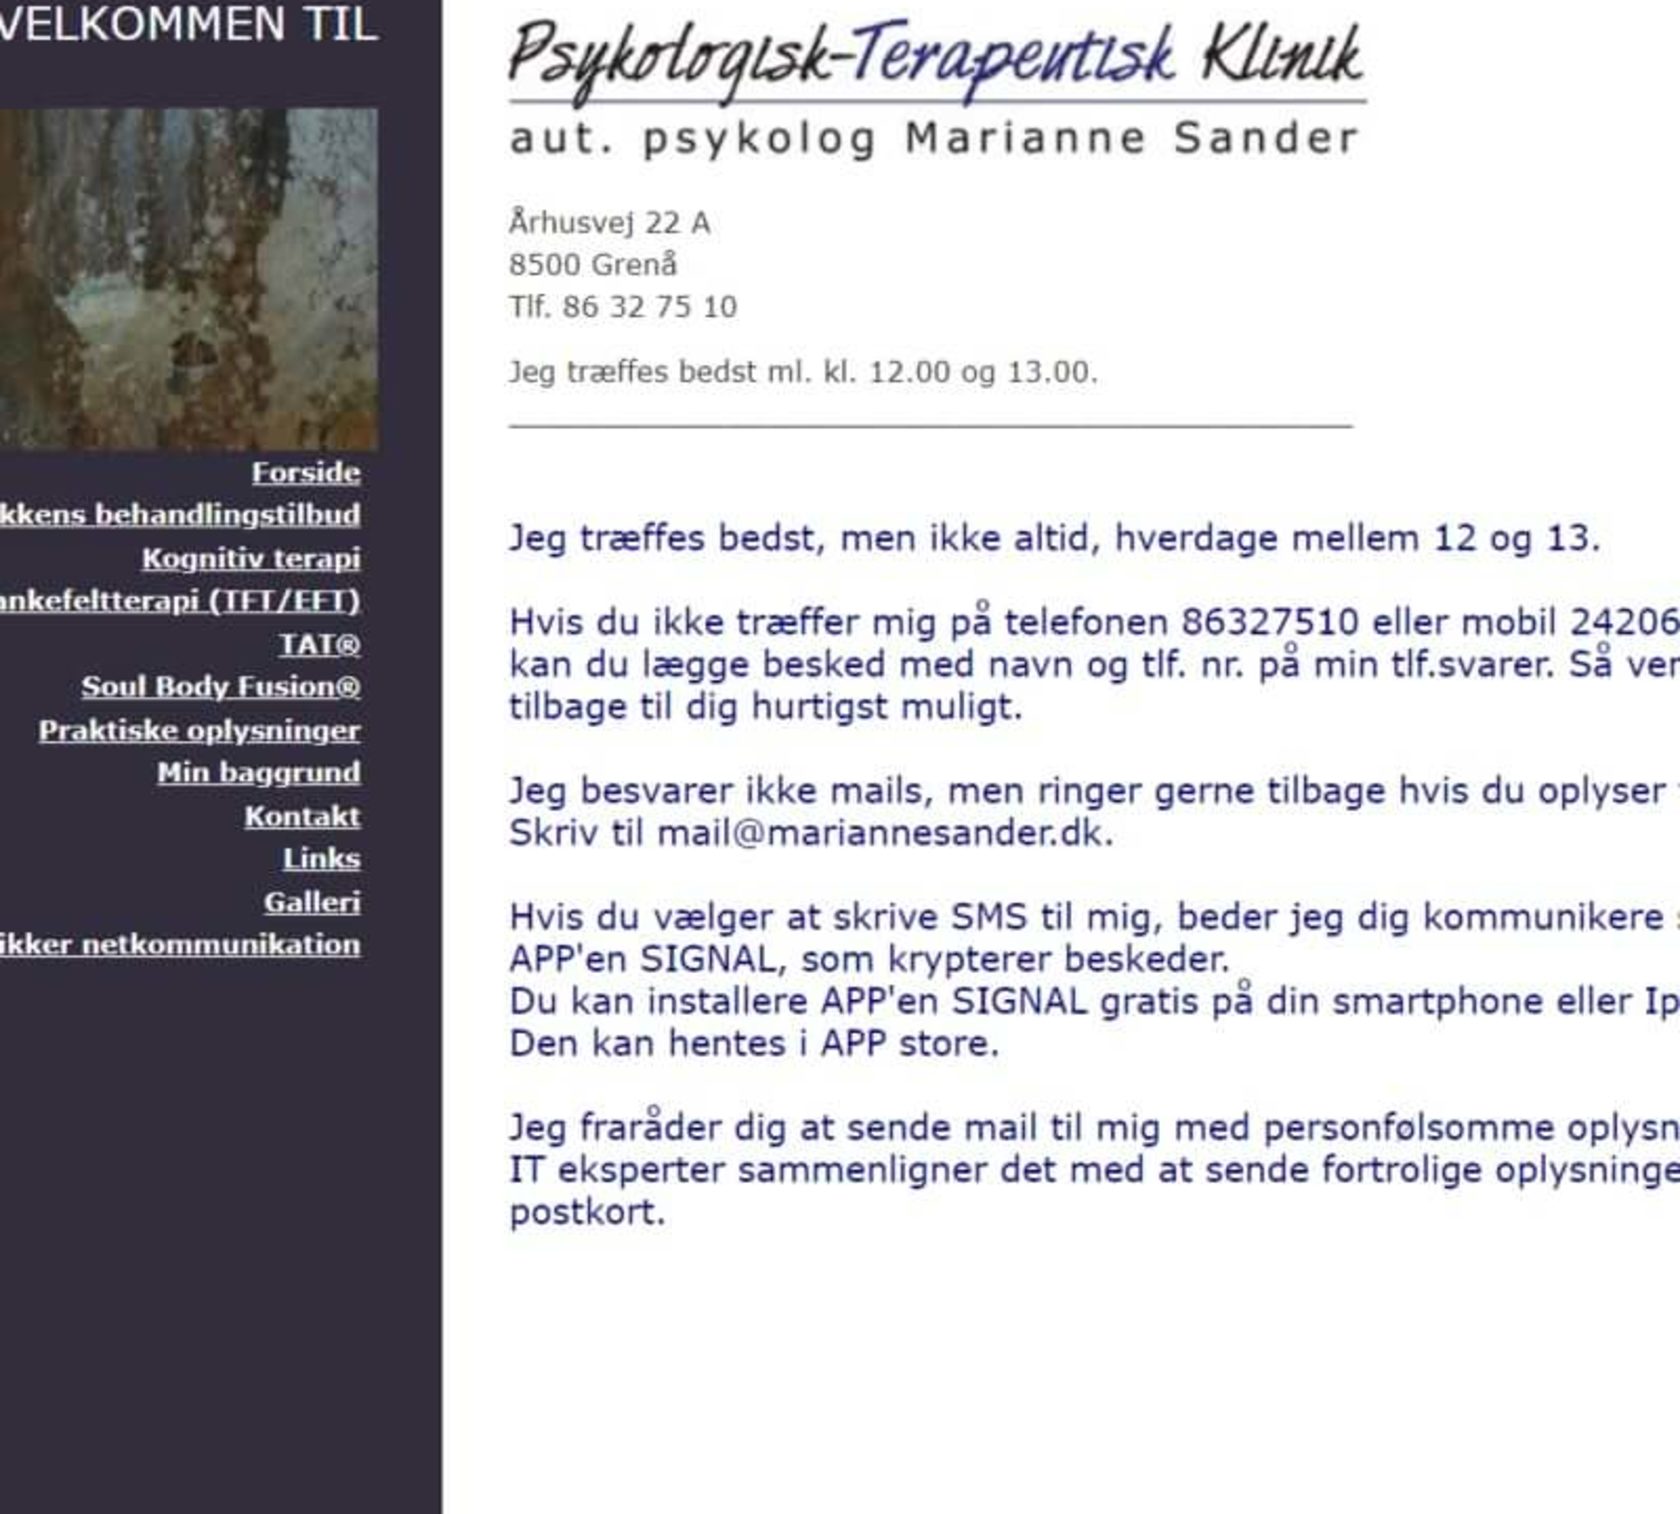 VELKOMMEN TIL
Forside
kkens behandlingstilbud
Kognitiv terapi
ankefeltterapi (TFT/EFT)
TAT®
Soul Body Fusion®
Praktiske oplysninger
Min baggrund
Kontakt
Links
Galleri
ikker netkommunikation
Psykologisk-Terapeutisk Klinik
aut. psykolog Marianne Sander
Århusvej 22 A
8500 Grenå
Tlf. 86 32 75 10
Jeg træffes bedst ml. kl. 12.00 og 13.00.
Jeg træffes bedst, men ikke altid, hverdage mellem 12 og 13.
Hvis du ikke træffer mig på telefonen 86327510 eller mobil 24206
kan du lægge besked med navn og tlf. nr. på min tlf.svarer. Så ver
tilbage til dig hurtigst muligt.
Jeg besvarer ikke mails, men ringer gerne tilbage hvis du oplyser
Skriv til mail@mariannesander.dk.
Hvis du vælger at skrive SMS til mig, beder jeg dig kommunikere
APP'en SIGNAL, som krypterer beskeder.
Du kan installere APP'en SIGNAL gratis på din smartphone eller Ip
Den kan hentes i APP store.
Jeg fraråder dig at sende mail til mig med personfølsomme oplysn
IT eksperter sammenligner det med at sende fortrolige oplysninge
postkort.